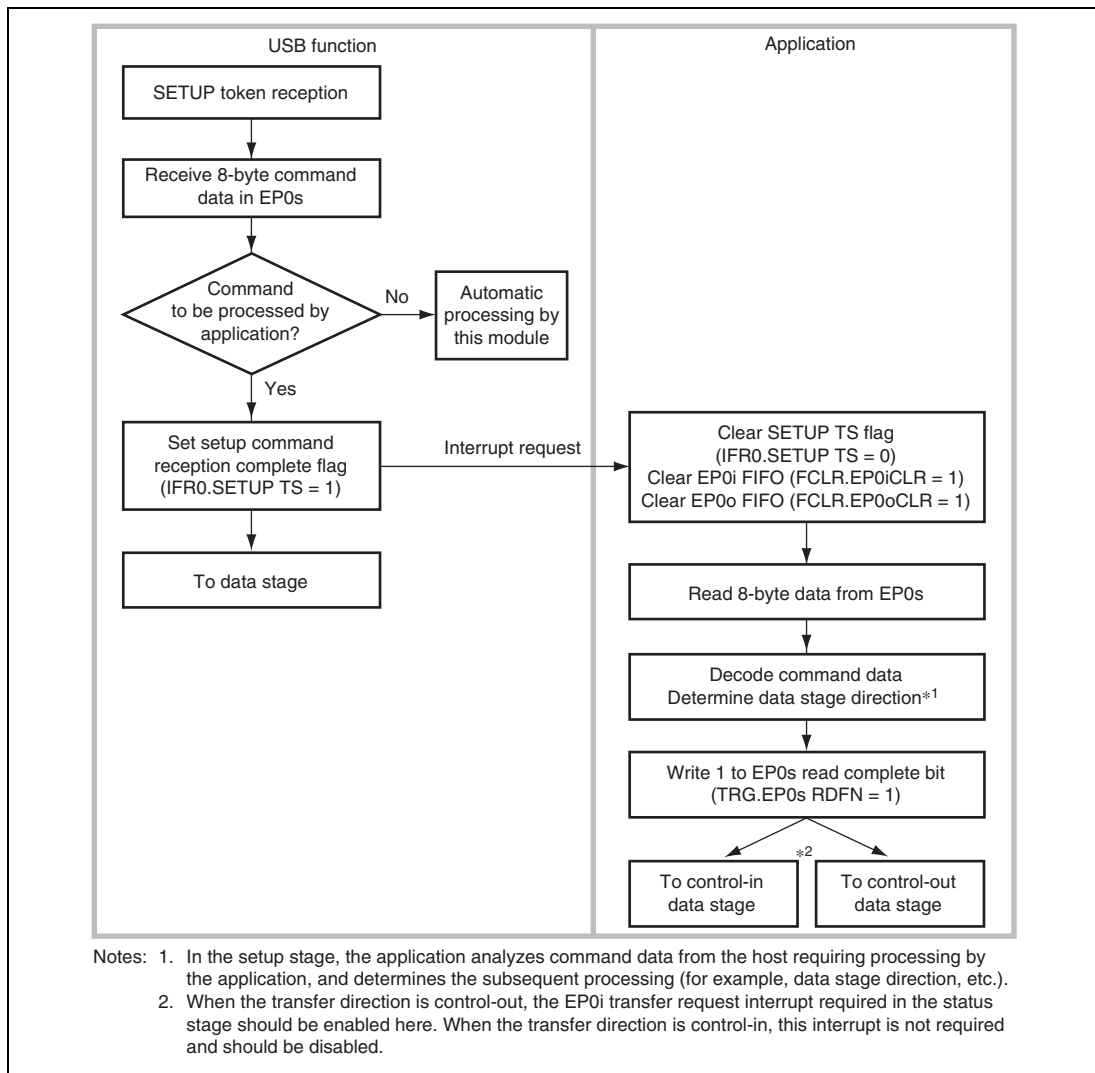 USB function
Application
SETUP token reception
Receive 8-byte command
data in EP0s
Command
to be processed by
application?
No
Automatic
processing by
this module
Yes
Set setup command
reception complete flag
(IFR0.SETUP TS = 1)
Interrupt request
Clear SETUP TS flag
(IFR0.SETUP TS = 0)
Clear EP0i FIFO (FCLR.EP0iCLR = 1)
Clear EP0o FIFO (FCLR.EP0oCLR = 1)
To data stage
Read 8-byte data from EP0s
Decode command data
Determine data stage direction*1
Write 1 to EP0s read complete bit
(TRG.EP0s RDFN = 1)
*2
To control-in
data stage
To control-out
data stage
Notes: 1. In the setup stage, the application analyzes command data from the host requiring processing by
the application, and determines the subsequent processing (for example, data stage direction, etc.).
2. When the transfer direction is control-out, the EP0i transfer request interrupt required in the status
stage should be enabled here. When the transfer direction is control-in, this interrupt is not required
and should be disabled.